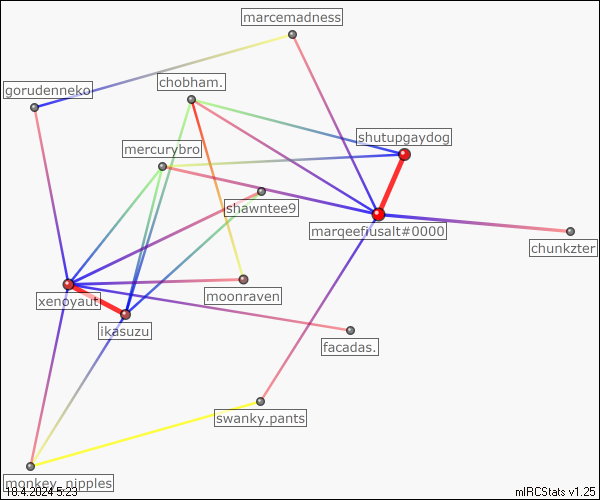 marcemadness
gorudenneko
chobham.
shutupgaydog
mercurybro
shawntee9
marqeefiusalt#0000
chunkzter
xenoyaut
moonraven
ikasuzu
facadas.
swanky.pants
monkey_nipples
18.4.2024 5:23
mIRCStats v1.25